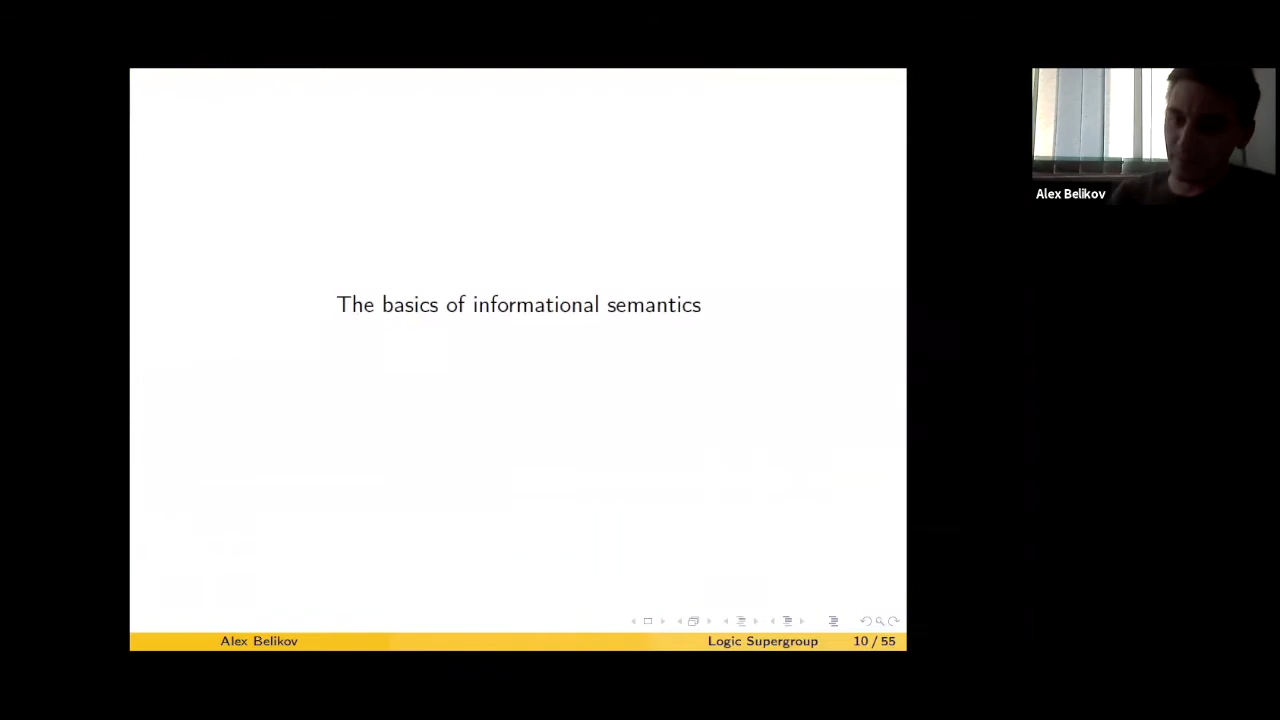 The basics of informational semantics
Alex Belikov
Alex Belikov Logic Supergroup 10 / 55